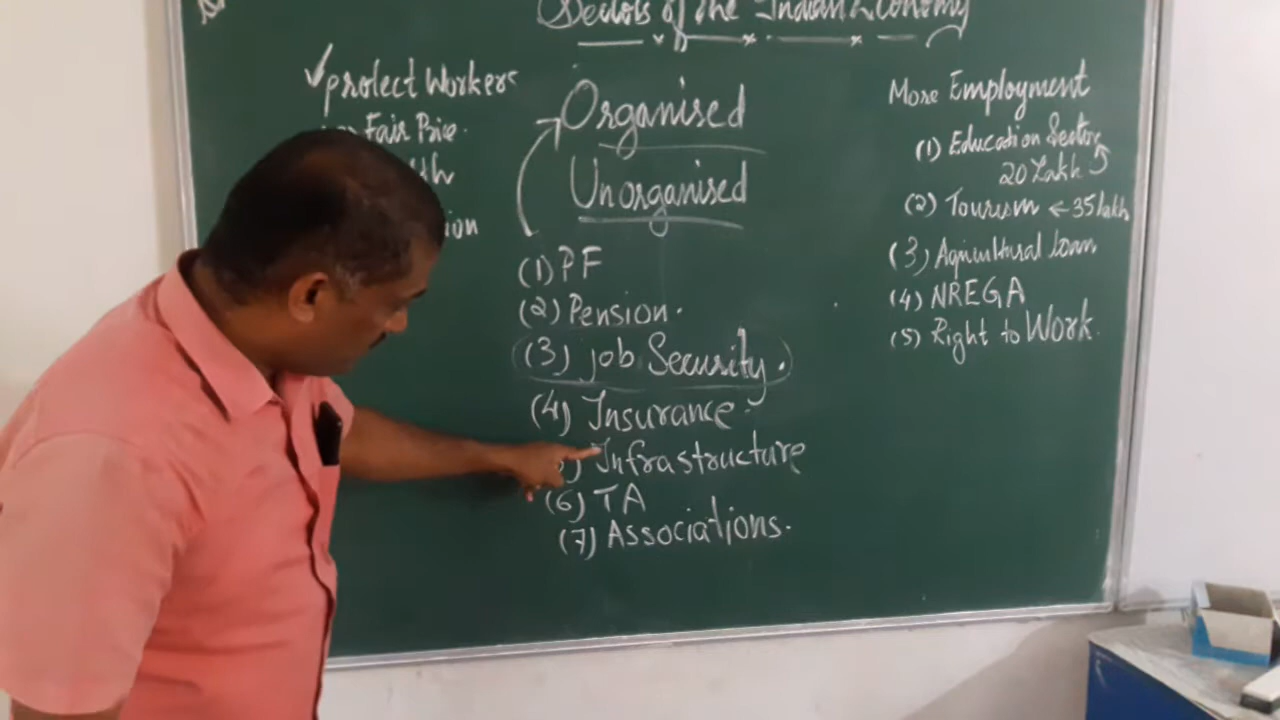 Sectors of the Indian Economy
protect Workers
Fair Price.
Organised
Unorganised
(1) PF
(2) Pension.
(3) job Security.
(4) Insurance.
Infrastructure
(6) TA
(7) Associations.
More Employment
(1) Education Sector
20 Lakh
(2) Tourism ← 35 lakh
(3) Agricultural loan
(4) NREGA
(5) Right to Work.